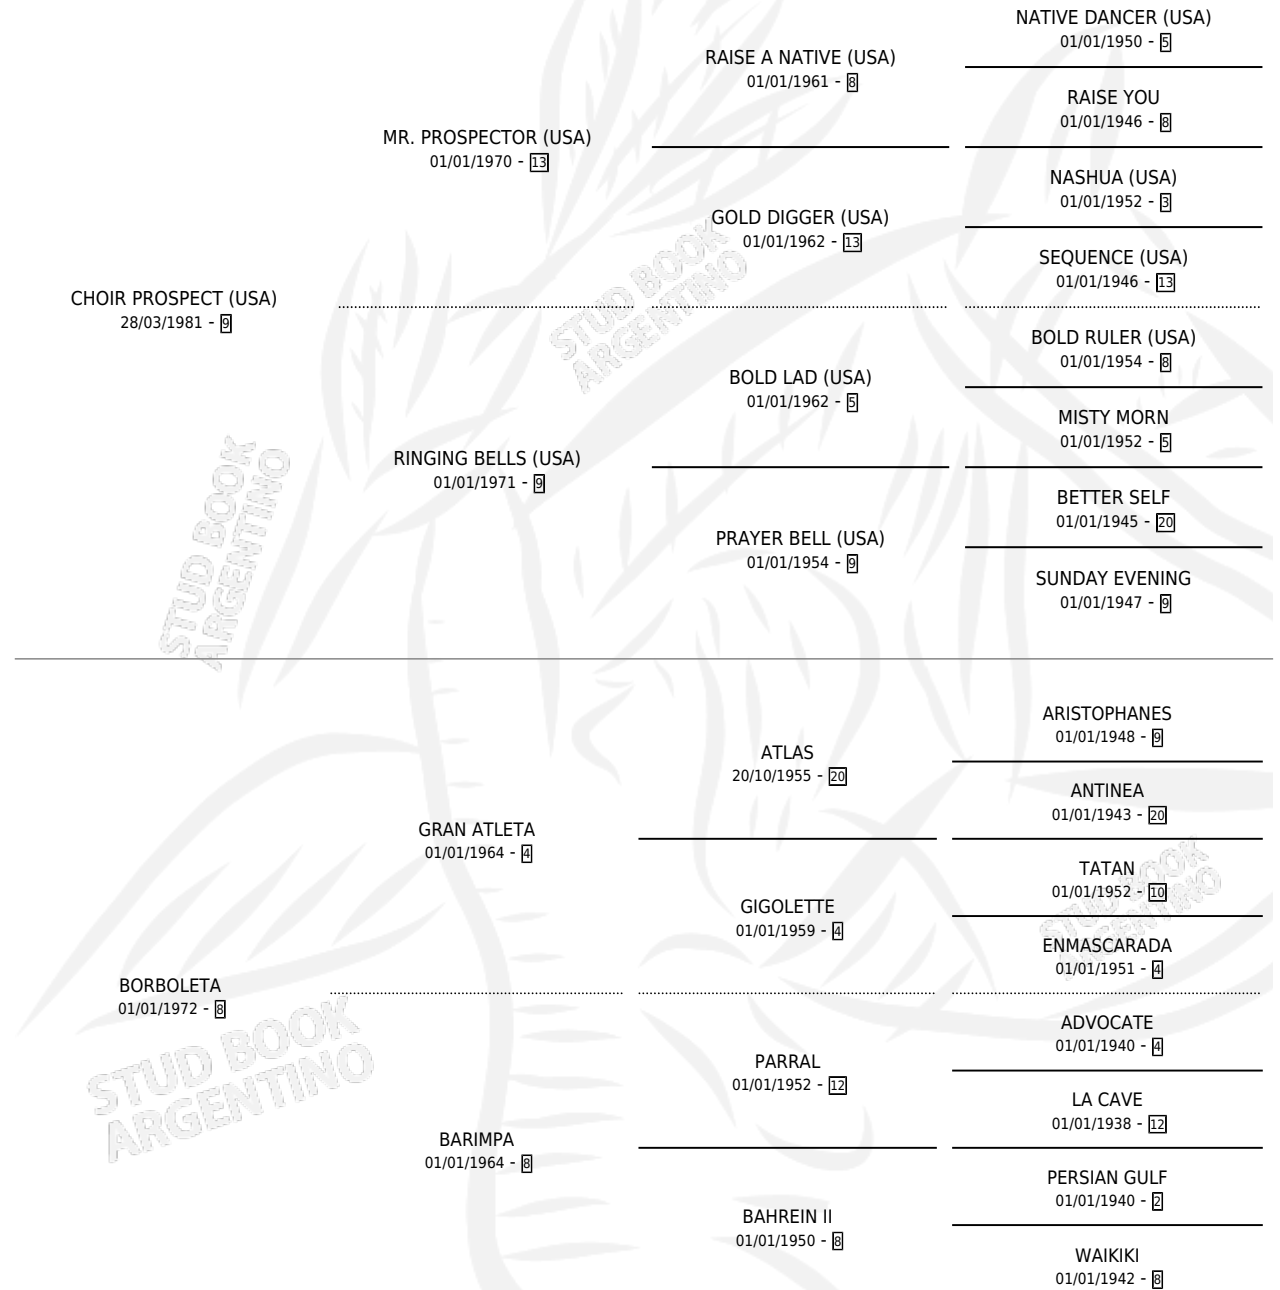 NATIVE DANCER (USA)
01/01/1950 - 5
RAISE A NATIVE (USA)
01/01/1961 - 8
RAISE YOU
01/01/1946 - 8
MR. PROSPECTOR (USA)
01/01/1970 - 13
NASHUA (USA)
01/01/1952 - 3
GOLD DIGGER (USA)
01/01/1962 - 13
SEQUENCE (USA)
01/01/1946 - 13
CHOIR PROSPECT (USA)
28/03/1981 - 9
STUD BOOK
ARGENTINO
BOLD RULER (USA)
01/01/1954 - 8
BOLD LAD (USA)
01/01/1962 - 5
MISTY MORN
01/01/1952 - 5
RINGING BELLS (USA)
01/01/1971 - 9
BETTER SELF
01/01/1945 - 20
PRAYER BELL (USA)
01/01/1954 - 9
SUNDAY EVENING
01/01/1947 - 9
STUD BOOK
ARGENTINO
ARISTOPHANES
01/01/1948 - 9
ATLAS
20/10/1955 - 20
ANTINEA
01/01/1943 - 20
GRAN ATLETA
01/01/1964 - 4
TATAN
01/01/1952 - 10
GIGOLETTE
01/01/1959 - 4
ENMASCARADA
01/01/1951 - 4
STUD BOOK
ARGENTINO
BORBOLETA
01/01/1972 - 8
ADVOCATE
01/01/1940 - 4
PARRAL
01/01/1952 - 12
LA CAVE
01/01/1938 - 12
STUD BOOK
ARGENTINO
BARIMPA
01/01/1964 - 8
PERSIAN GULF
01/01/1940 - 2
BAHREIN II
01/01/1950 - 8
WAIKIKI
01/01/1942 - 8